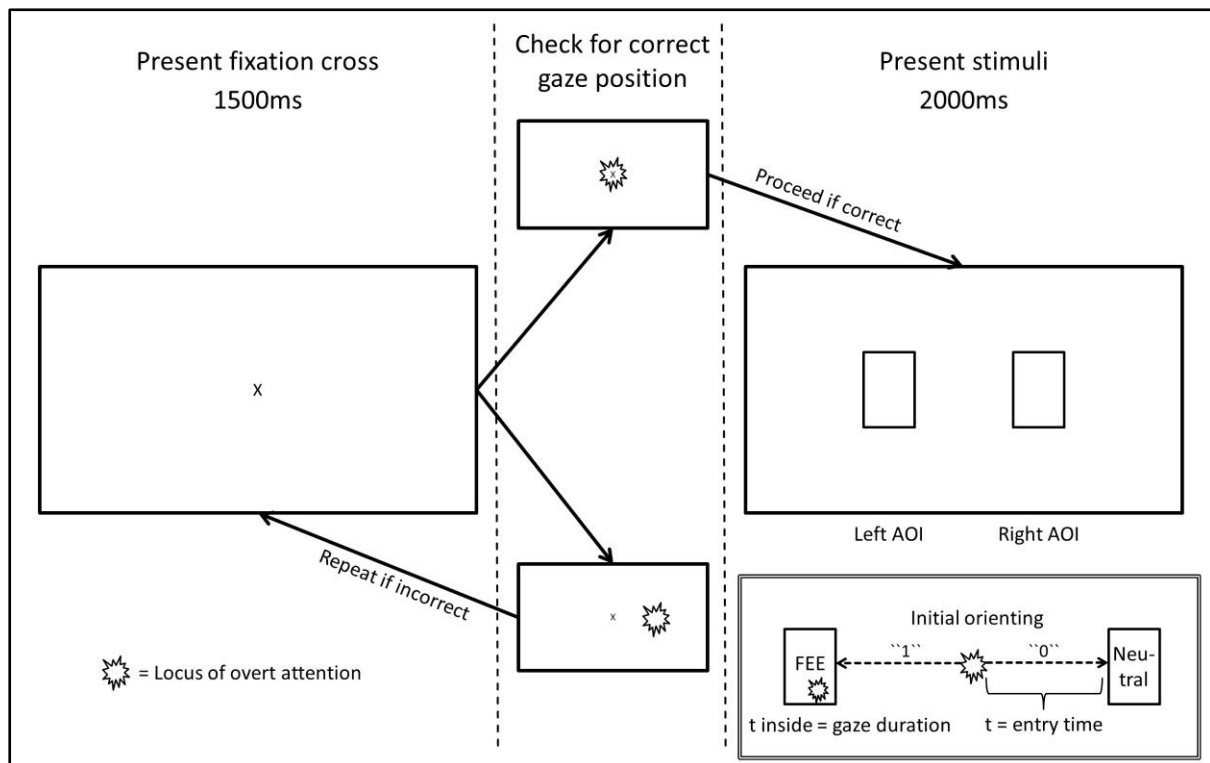 Present fixation cross
1500ms
Check for correct
gaze position
Present stimuli
2000ms
x
Proceed if correct
X
Left AOI
Right AOI
Repeat if incorrect
x
= Locus of overt attention
Initial orienting
``1``
``0``
FEE
Neu-
tral
t inside = gaze duration
t = entry time